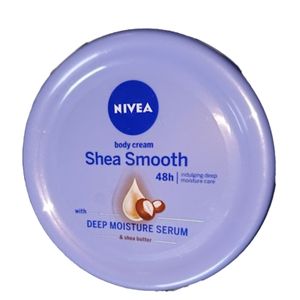 NIVEA
body cream
Shea Smooth
48h indulging deep
moisture care
with
DEEP MOISTURE SERUM
& shea butter